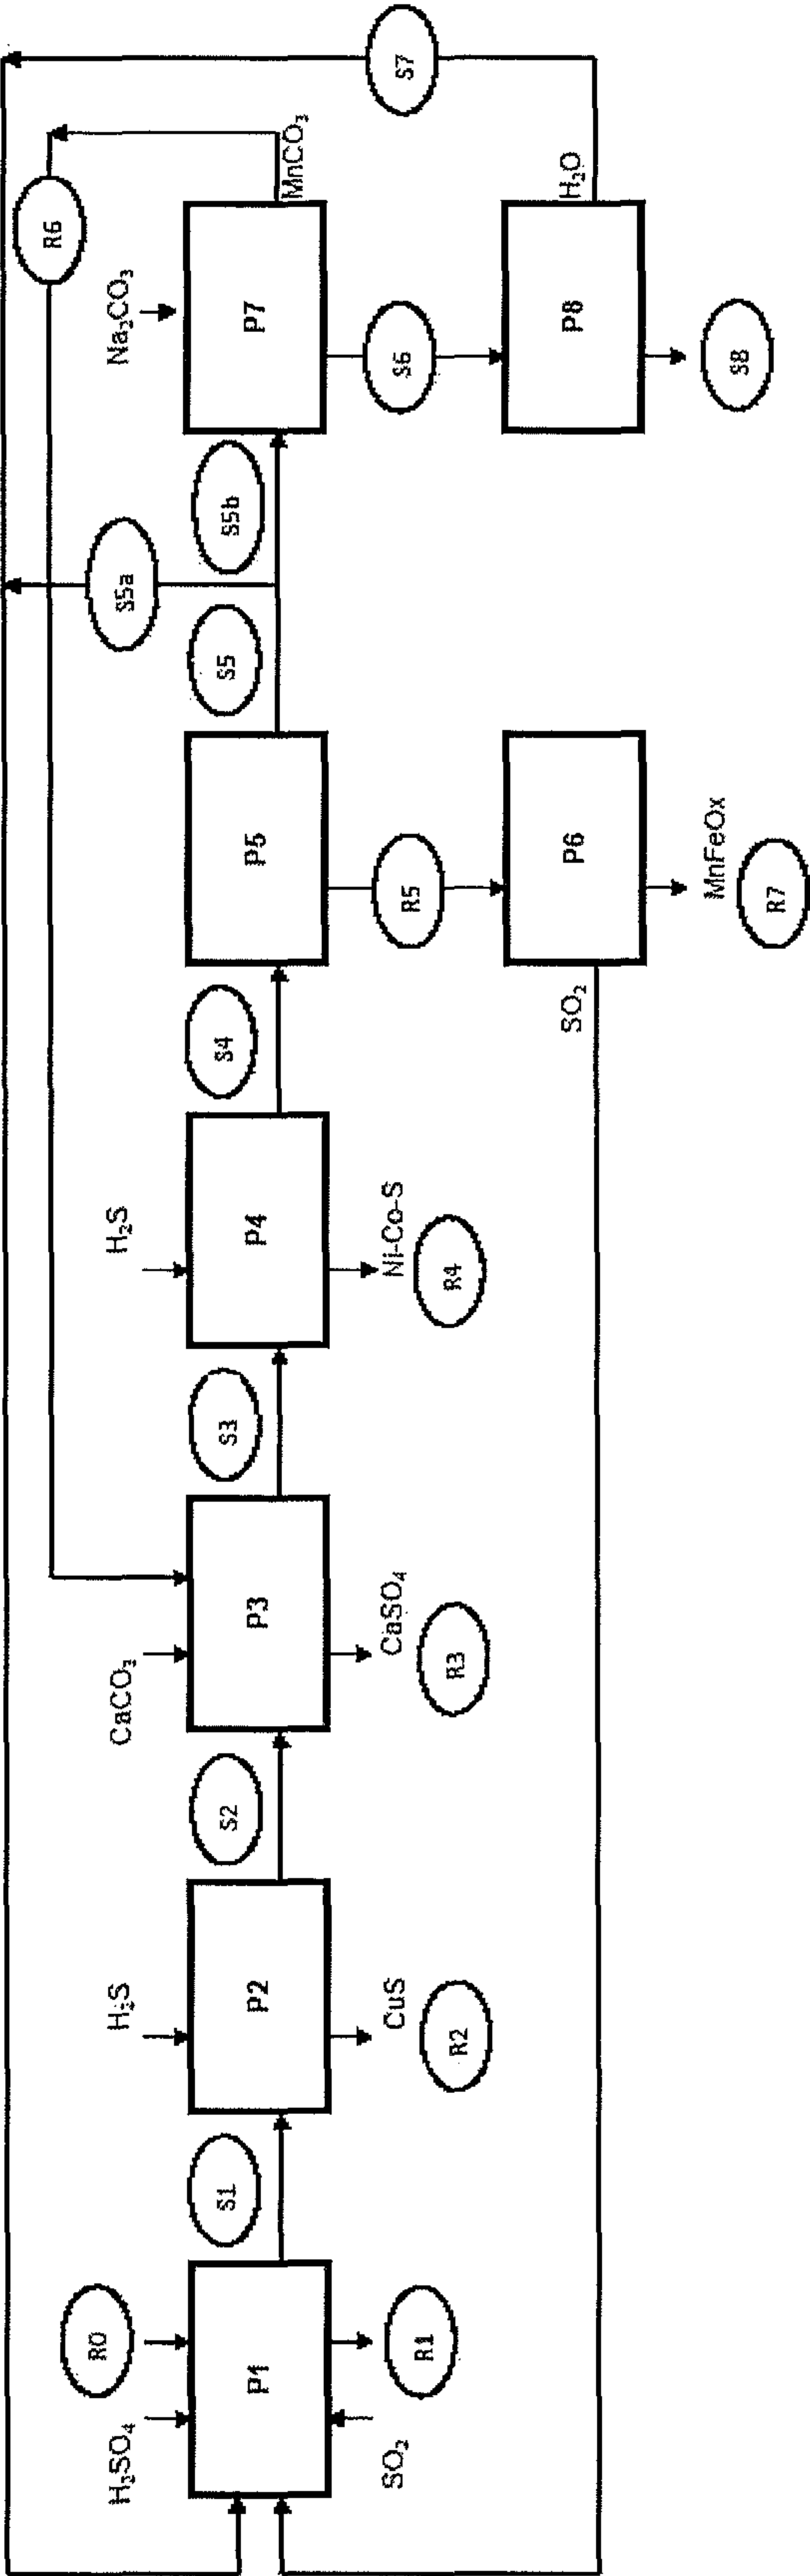 R6
H₂SO₄
R0
H₂S
CaCO₃
H₂S
S5a
Na₂CO₃
S1
S2
S3
S4
S5
S5b
P1
P2
P3
P4
P5
P7
MnCO₃
SO₂
R1
CuS
R2
CaSO₄
R3
Ni-Co-S
R4
R5
S6
S7
SO₂
P6
P8
H₂O
MnFeOx
R7
S8